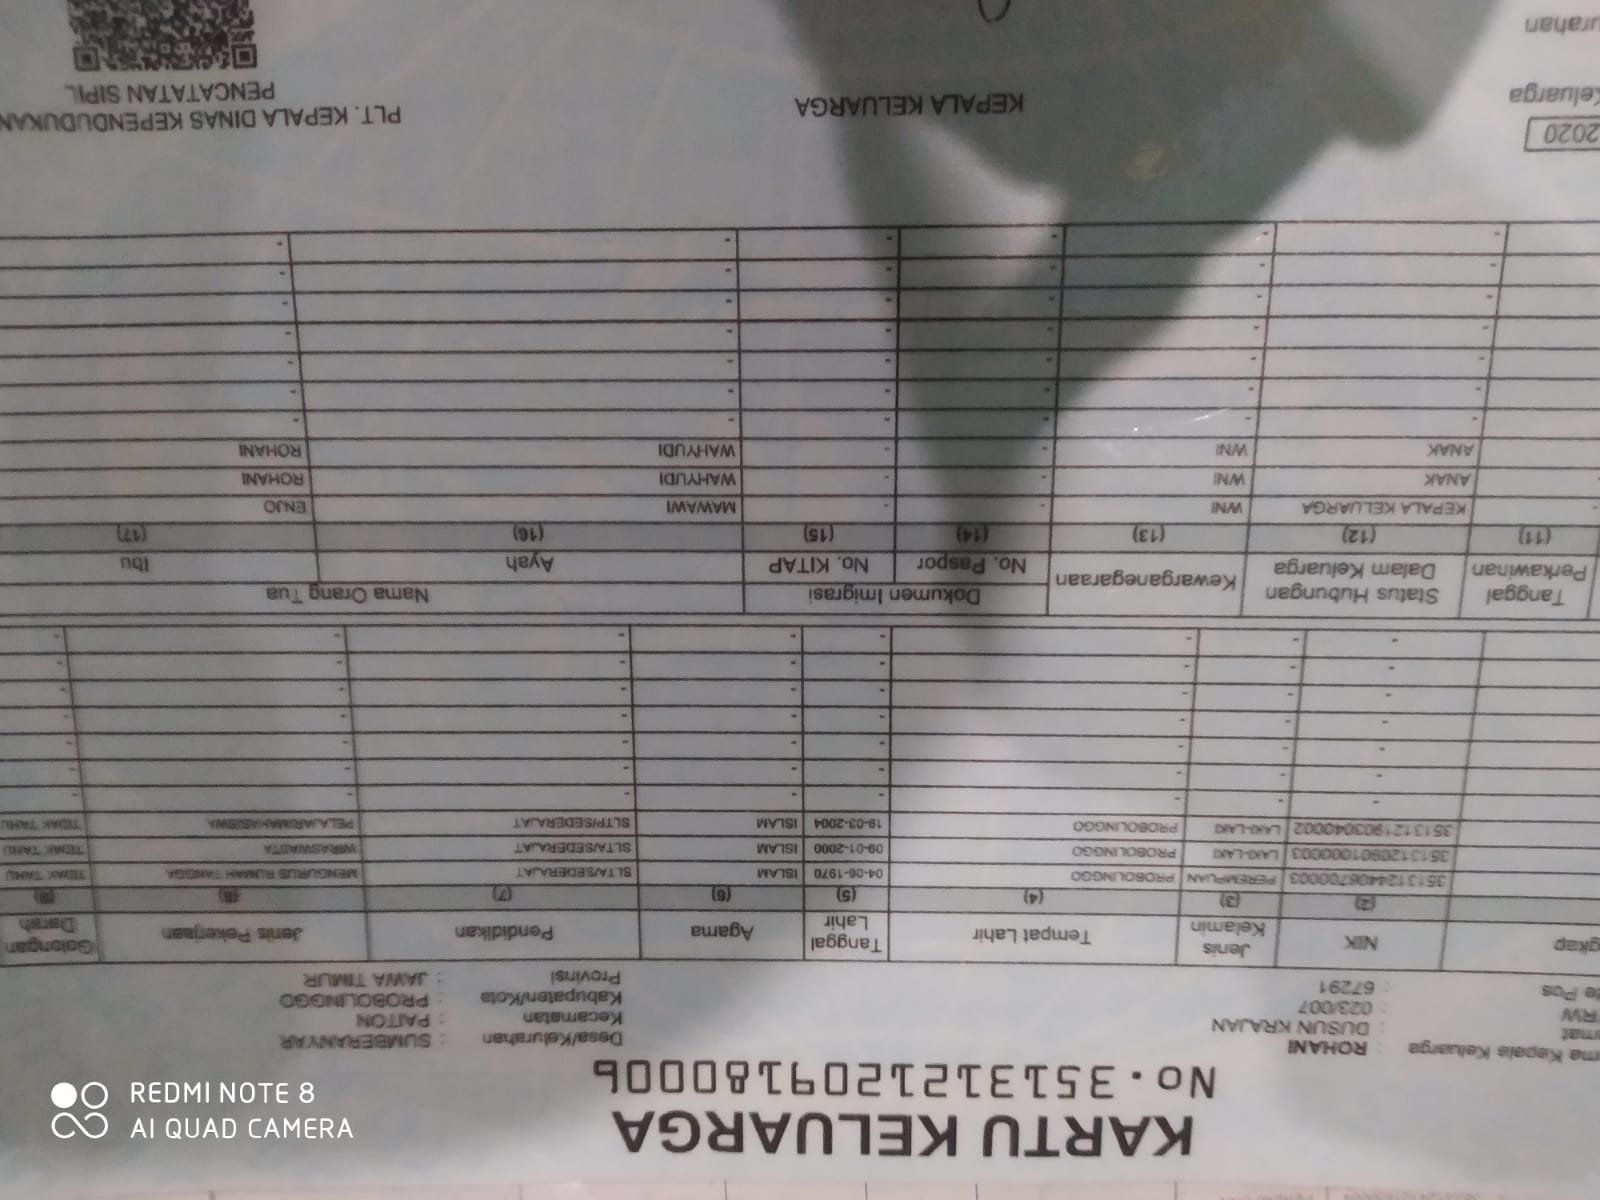 KARTU KELUARGA
No. 3513121209180006
ma Kepala Keluarga : ROHANI
mat : DUSUN KRAJAN
RW : 023/007
te Pos : 67291
Desa/Kelurahan : SUMBERANYAR
Kecamatan : PAITON
Kabupaten/Kota : PROBOLINGGO
Provinsi : JAWA TIMUR
gkap NIK Jenis Kelamin Tempat Lahir Tanggal Lahir Agama Pendidikan Jenis Pekerjaan Golongan Darah
(2) (3) (4) (5) (6) (7) (8) (9)
3513124406700003 PEREMPUAN PROBOLINGGO 04-06-1970 ISLAM SLTA/SEDERAJAT MENGURUS RUMAH TANGGA TIDAK TAHU
3513120901000003 LAKI-LAKI PROBOLINGGO 09-01-2000 ISLAM SLTA/SEDERAJAT WIRASWASTA TIDAK TAHU
3513121903040002 LAKI-LAKI PROBOLINGGO 19-03-2004 ISLAM SLTP/SEDERAJAT PELAJAR/MAHASISWA TIDAK TAHU
- - - - - - - -
- - - - - - - -
- - - - - - - -
- - - - - - - -
- - - - - - - -
- - - - - - - -
- - - - - - - -
Tanggal Perkawinan Status Hubungan Dalam Keluarga Kewarganegaraan Dokumen Imigrasi Nama Orang Tua
No. Paspor No. KITAP Ayah Ibu
(11) (12) (13) (14) (15) (16) (17)
- KEPALA KELUARGA WNI - - MAWAWI ENJO
- ANAK WNI - - WAHYUDI ROHANI
- ANAK WNI - - WAHYUDI ROHANI
- - - - - -
- - - - - -
- - - - - -
- - - - - -
- - - - - -
- - - - - -
- - - - - -
2020
Keluarga
urahan
KEPALA KELUARGA
PLT. KEPALA DINAS KEPENDUDUKAN
PENCATATAN SIPIL
REDMI NOTE 8
AI QUAD CAMERA